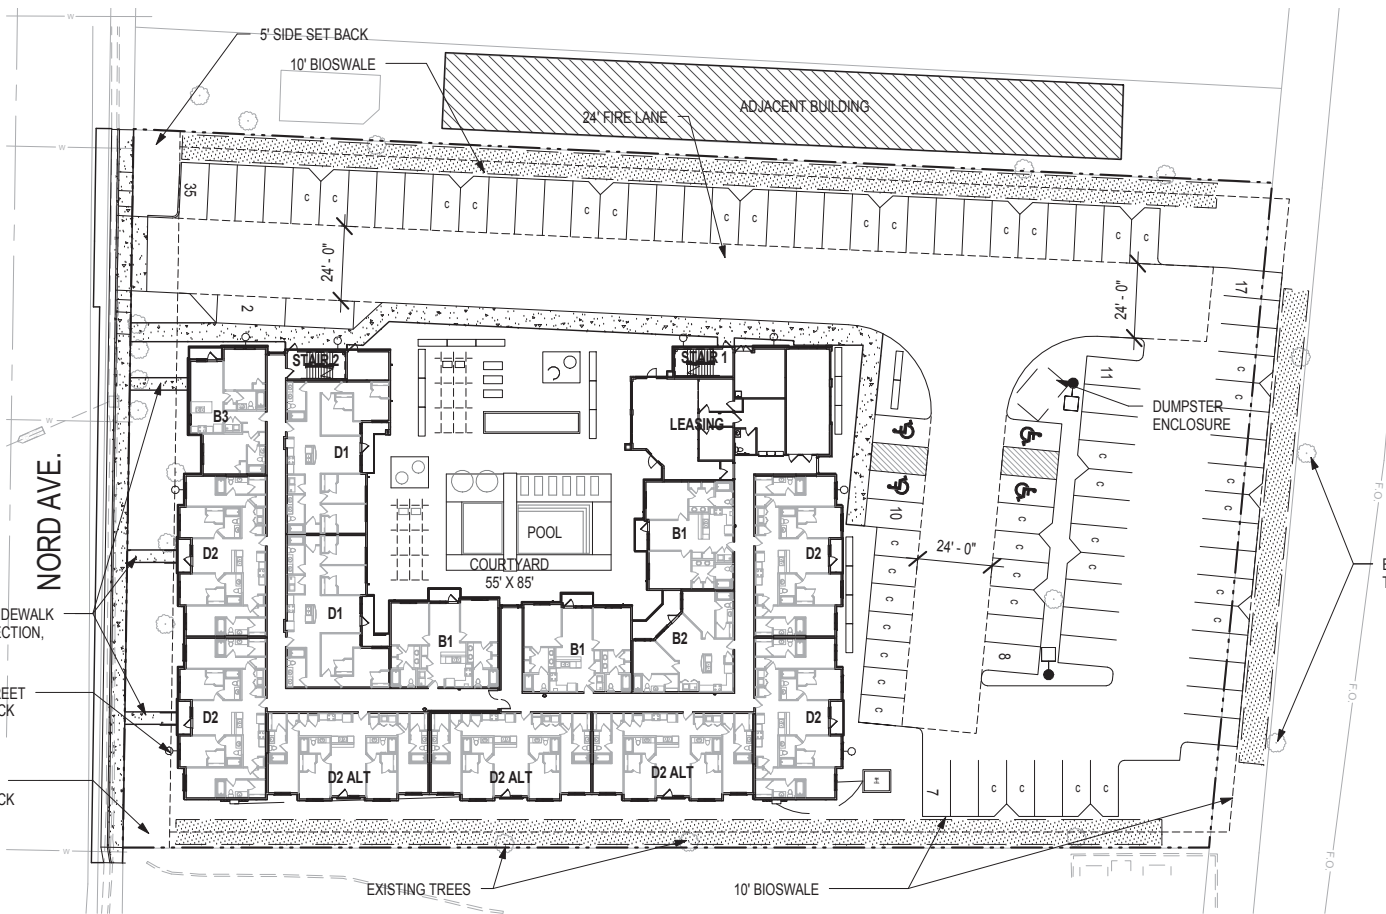 W
5' SIDE SET BACK
10' BIOSWALE
ADJACENT BUILDING
24' FIRE LANE
W
35
C C C C C C C C C C C C C C
24' - 0"
24' - 0"
17
2
STAIR 2
STAIR 1
11
DUMPSTER
ENCLOSURE
B3
LEASING
W
D1
C
C
NORD AVE.
10
C
C
F.O.
POOL
B1
D2
D2
24' - 0"
COURTYARD
55' X 85'
DEWALK
ECTION,
D1
B1
B1
B2
8
REET
CK
D2
D2
F.O.
D2 ALT
D2 ALT
D2 ALT
H
CK
7
C C C C
W
EXISTING TREES
10' BIOSWALE
F.O.